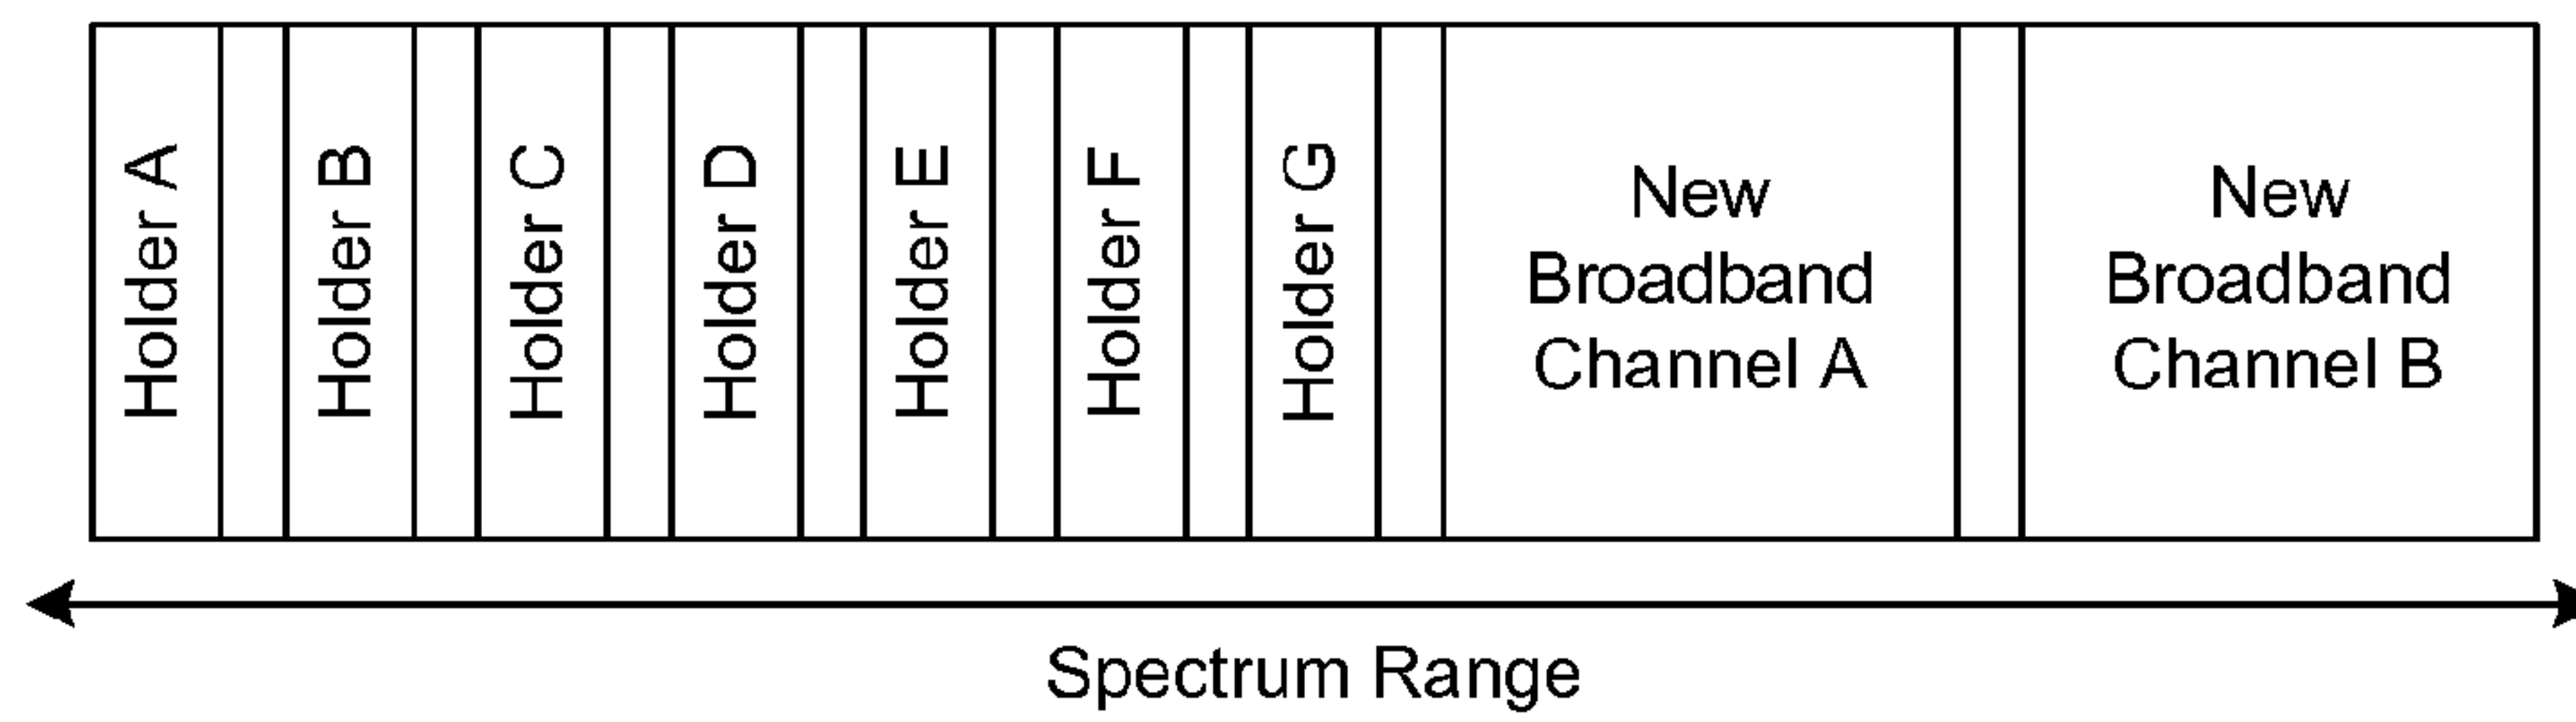 Holder A
Holder B
Holder C
Holder D
Holder E
Holder F
Holder G
New
Broadband
Channel A
New
Broadband
Channel B
Spectrum Range